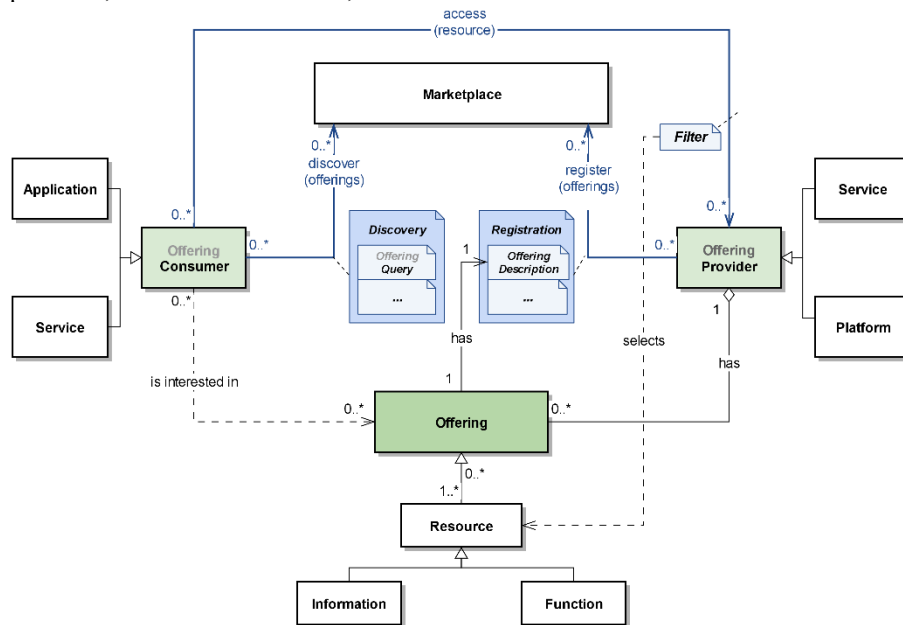 access
(resource)
Marketplace
Filter
0..*
0..*
discover
(offerings)
register
(offerings)
Application
Service
0..*
0..*
Discovery
Registration
Offering
Consumer
0..*
1
Offering
Description
0..*
Offering
Provider
Offering
Query
0..*
...
...
1
Service
has
selects
Platform
has
is interested in
1
0..*
Offering
0..*
0..*
1..*
Resource
Information
Function